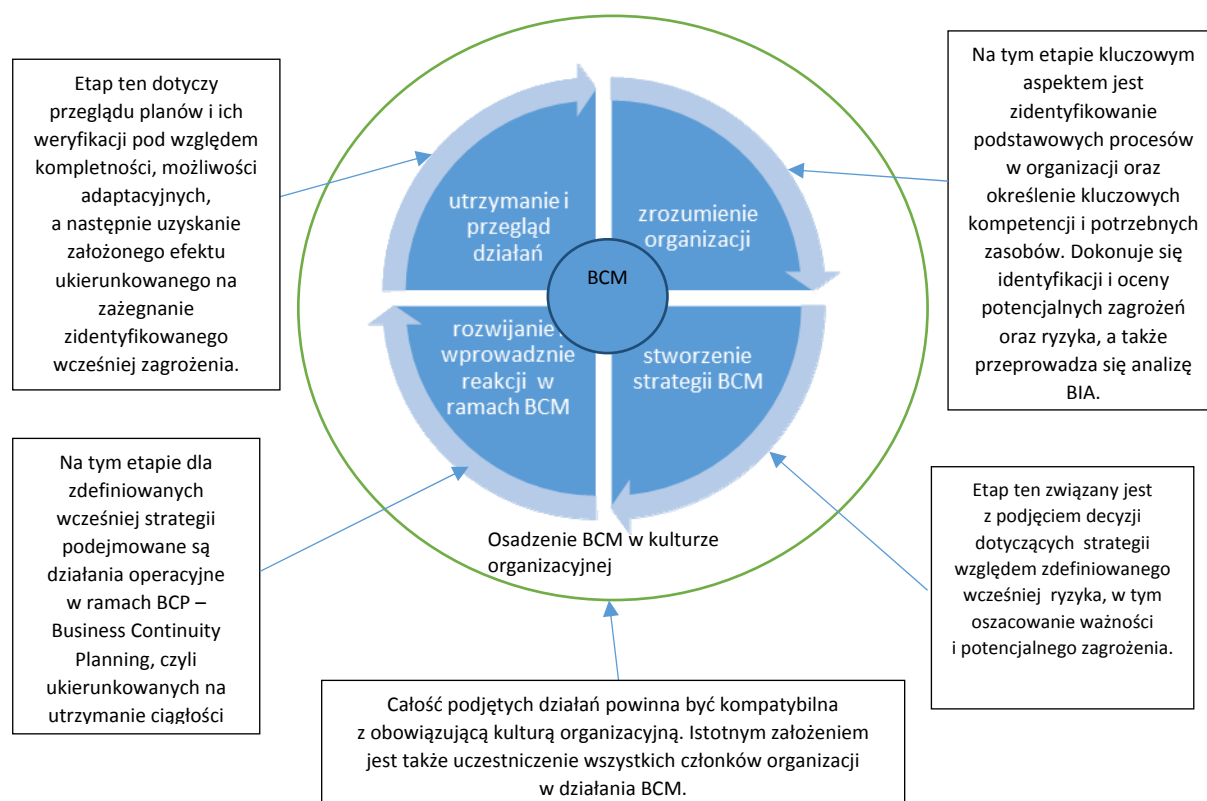 Etap ten dotyczy
przeglądu planów i ich
weryfikacji pod względem
kompletności, możliwości
adaptacyjnych,
a następnie uzyskanie
założonego efektu
ukierunkowanego na
zażegnanie
zidentyfikowanego
wcześniej zagrożenia.
Na tym etapie kluczowym
aspektem jest
zidentyfikowanie
podstawowych procesów
w organizacji oraz
określenie kluczowych
kompetencji i potrzebnych
zasobów. Dokonuje się
identyfikacji i oceny
potencjalnych zagrożeń
oraz ryzyka, a także
przeprowadza się analizę
BIA.
utrzymanie i
przegląd
działań
zrozumienie
organizacji
BCM
rozwijanie
wprowadznie
reakcji w
ramach BCM
stworzenie
strategii BCM
Osadzenie BCM w kulturze
organizacyjnej
Na tym etapie dla
zdefiniowanych
wcześniej strategii
podejmowane są
działania operacyjne
w ramach BCP –
Business Continuity
Planning, czyli
ukierunkowanych na
utrzymanie ciągłości
Etap ten związany jest
z podjęciem decyzji
dotyczących strategii
względem zdefiniowanego
wcześniej ryzyka, w tym
oszacowanie ważności
i potencjalnego zagrożenia.
Całość podjętych działań powinna być kompatybilna
z obowiązującą kulturą organizacyjną. Istotnym założeniem
jest także uczestniczenie wszystkich członków organizacji
w działania BCM.